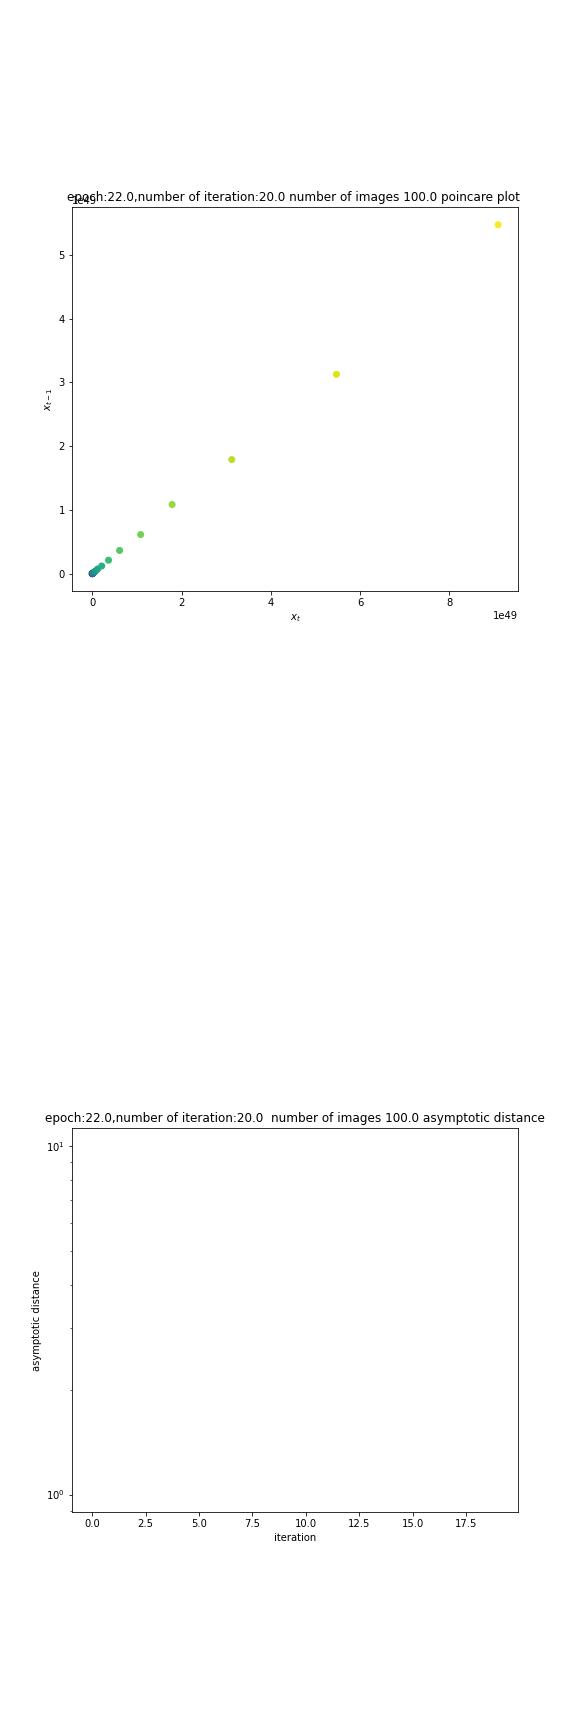 epoch:22.0,number of iteration:20.0 number of images 100.0 poincare plot
1e49
5
4
3
2
1
0
x_{t-1}
0 2 4 6 8
1e49
x_t
epoch:22.0,number of iteration:20.0  number of images 100.0 asymptotic distance
10^1
asymptotic distance
10^0
0.0 2.5 5.0 7.5 10.0 12.5 15.0 17.5
iteration